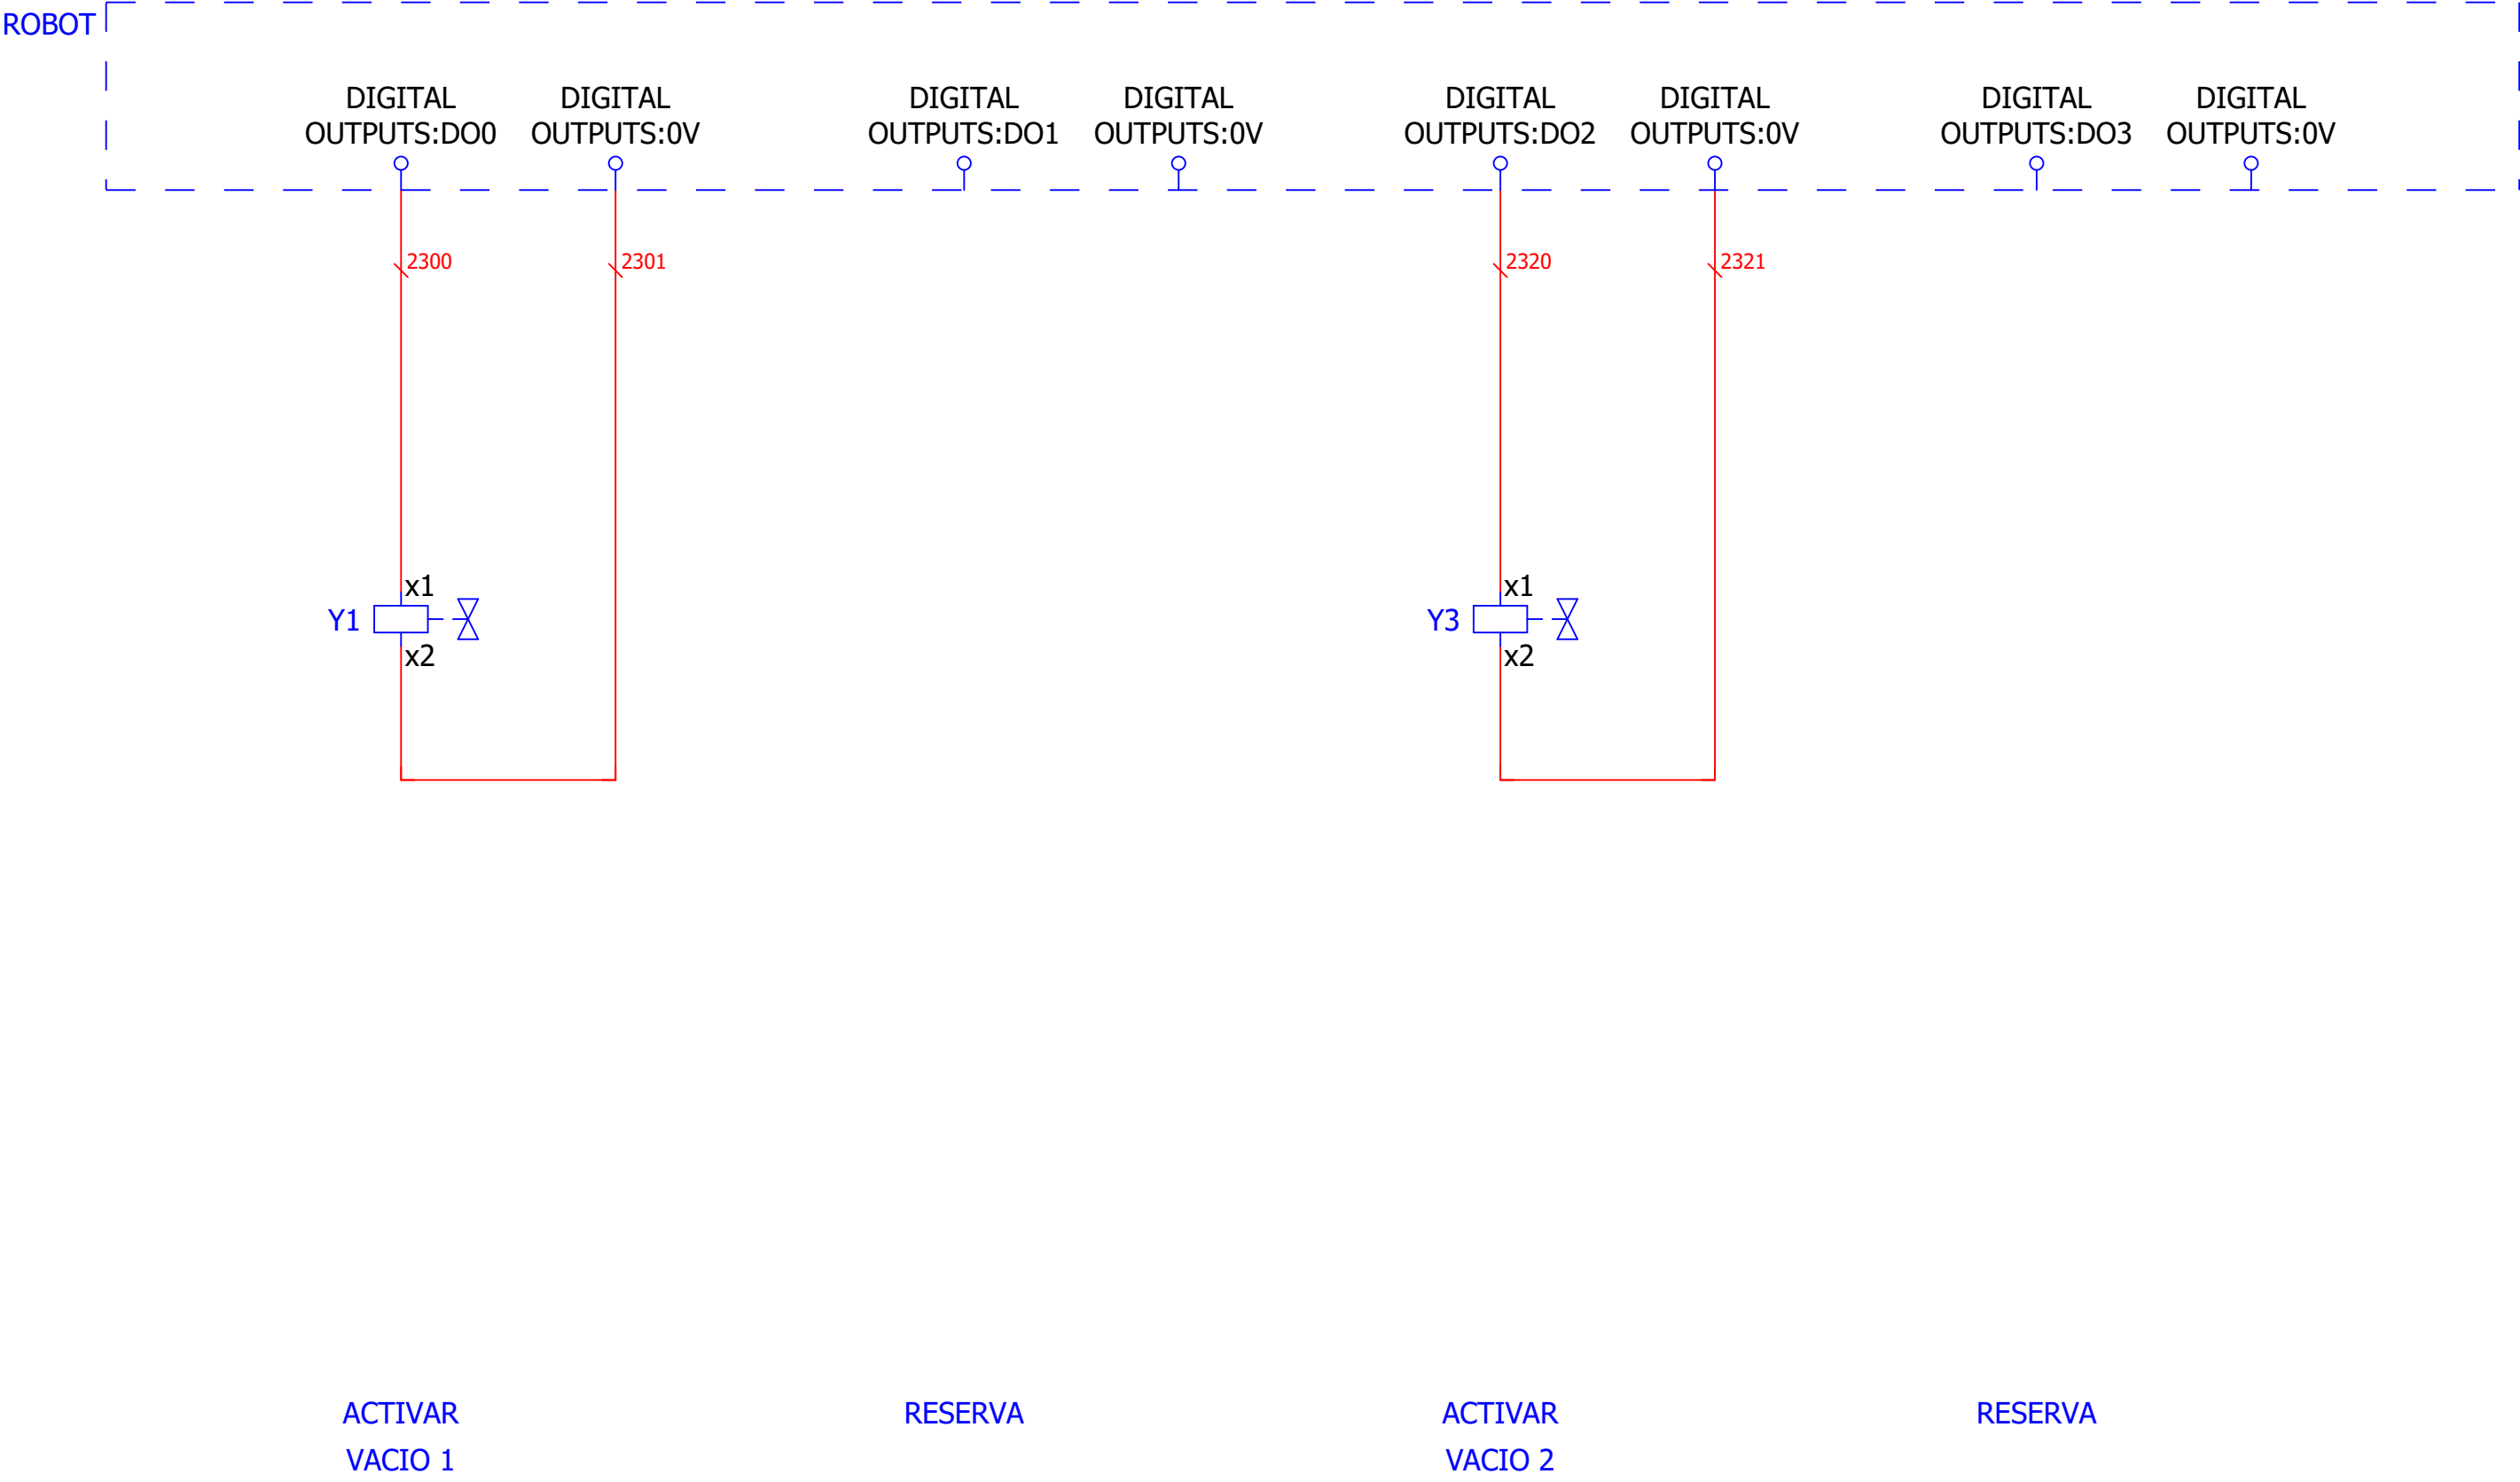 ROBOT
DIGITAL
OUTPUTS:DO0
DIGITAL
OUTPUTS:0V
DIGITAL
OUTPUTS:DO1
DIGITAL
OUTPUTS:0V
DIGITAL
OUTPUTS:DO2
DIGITAL
OUTPUTS:0V
DIGITAL
OUTPUTS:DO3
DIGITAL
OUTPUTS:0V
2300
2301
2320
2321
x1
Y1
x2
x1
Y3
x2
ACTIVAR
VACIO 1
RESERVA
ACTIVAR
VACIO 2
RESERVA